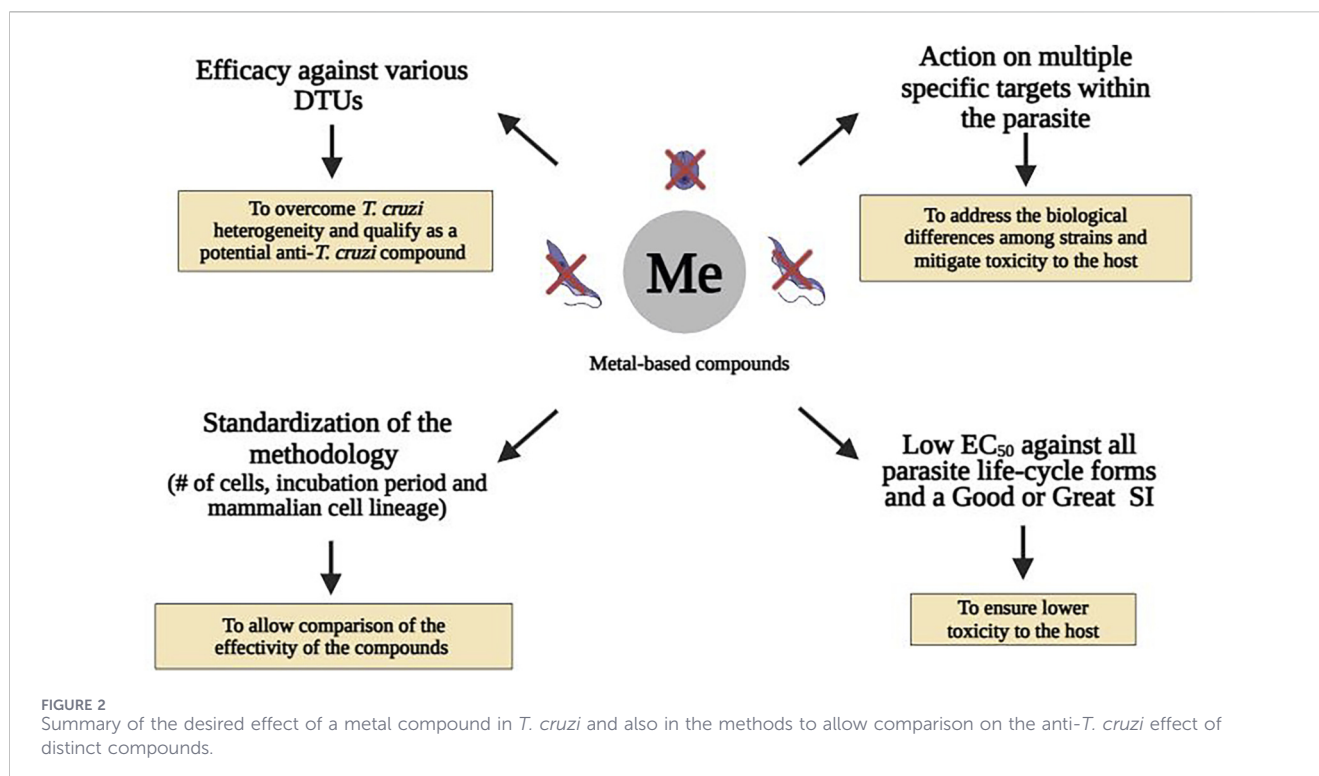 Efficacy against various
DTUs
To overcome T. cruzi
heterogeneity and qualify as a
potential anti-T. cruzi compound
Action on multiple
specific targets within
the parasite
To address the biological
differences among strains and
mitigate toxicity to the host
Me
Metal-based compounds
Standardization of the
methodology
(# of cells, incubation period and
mammalian cell lineage)
To allow comparison of the
effectivity of the compounds
Low EC₅₀ against all
parasite life-cycle forms
and a Good or Great SI
To ensure lower
toxicity to the host
FIGURE 2
Summary of the desired effect of a metal compound in T. cruzi and also in the methods to allow comparison on the anti-T. cruzi effect of
distinct compounds.